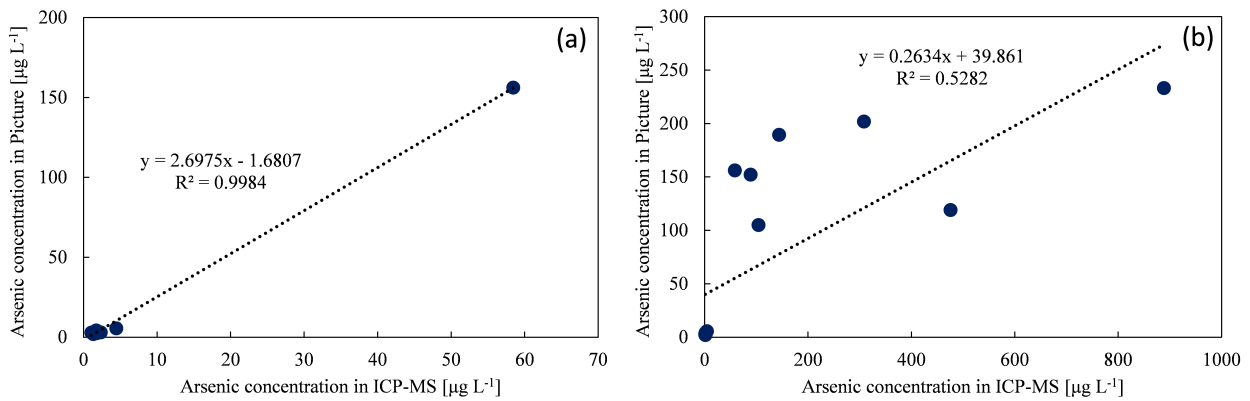 (a)
Arsenic concentration in Picture [µg L-1]
200
150
100
50
0
y = 2.6975x - 1.6807
R² = 0.9984
0 10 20 30 40 50 60 70
Arsenic concentration in ICP-MS [µg L-1]
(b)
Arsenic concentration in Picture [µg L-1]
300
250
200
150
100
50
0
y = 0.2634x + 39.861
R² = 0.5282
0 200 400 600 800 1000
Arsenic concentration in ICP-MS [µg L-1]